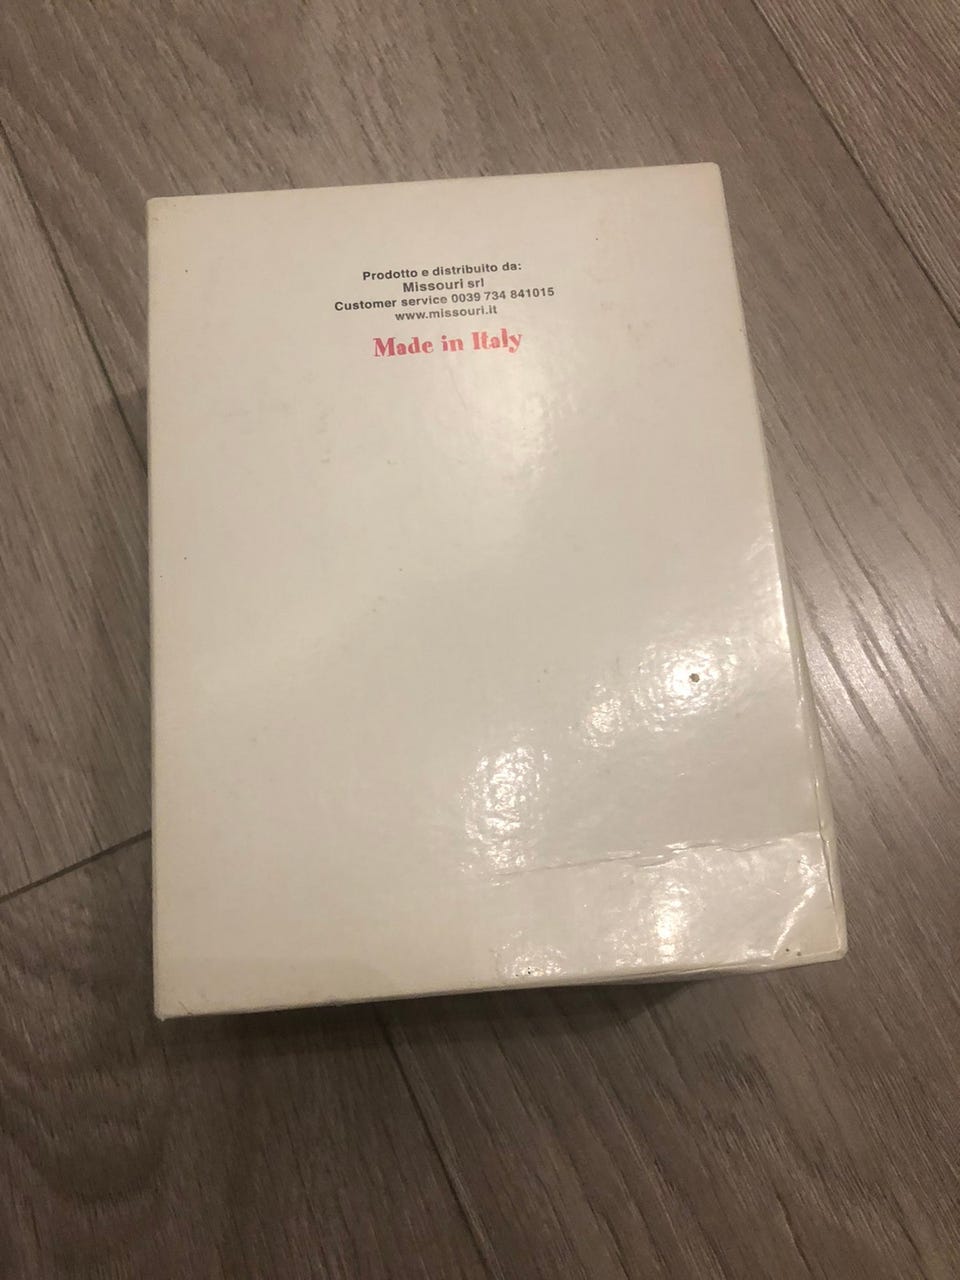 Prodotto e distribuito da:
Missouri srl
Customer service 0039 734 841015
www.missouri.it
Made in Italy